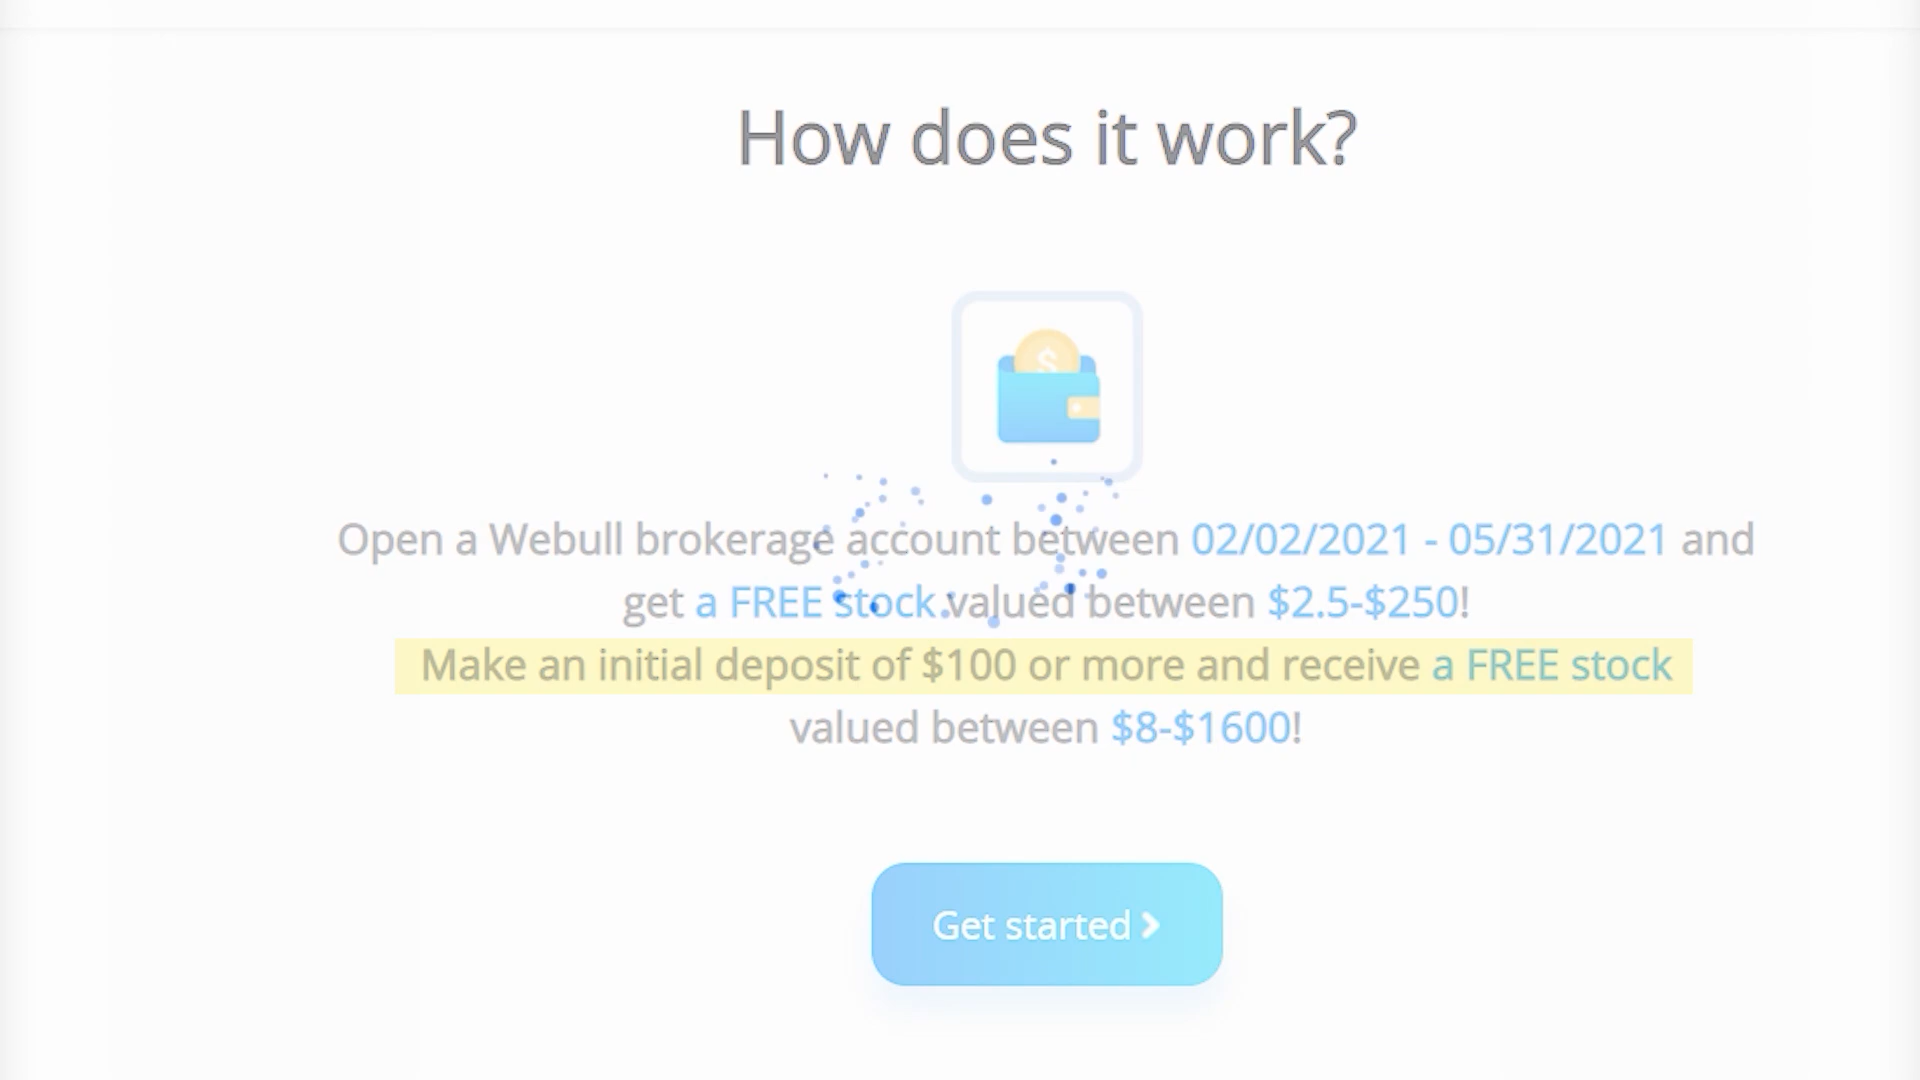 How does it work?
$
Open a Webull brokerage account between 02/02/2021 - 05/31/2021 and
get a FREE stock valued between $2.5-$250!
Make an initial deposit of $100 or more and receive a FREE stock
valued between $8-$1600!
Get started